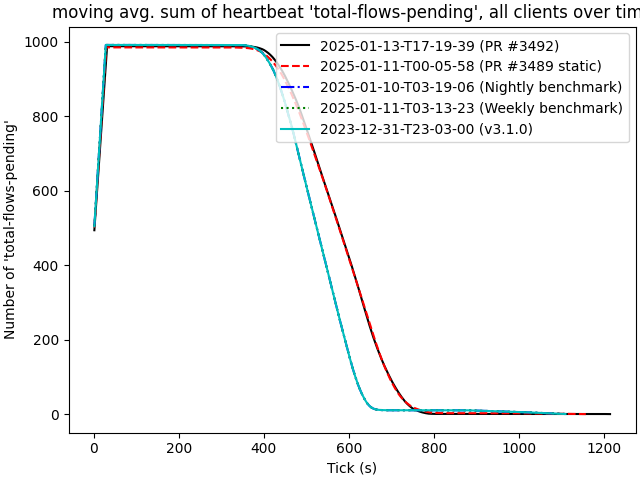 moving avg. sum of heartbeat 'total-flows-pending', all clients over tim
1000
800
600
400
200
0
Number of 'total-flows-pending'
2025-01-13-T17-19-39 (PR #3492)
2025-01-11-T00-05-58 (PR #3489 static)
2025-01-10-T03-19-06 (Nightly benchmark)
2025-01-11-T03-13-23 (Weekly benchmark)
2023-12-31-T23-03-00 (v3.1.0)
0 200 400 600 800 1000 1200
Tick (s)